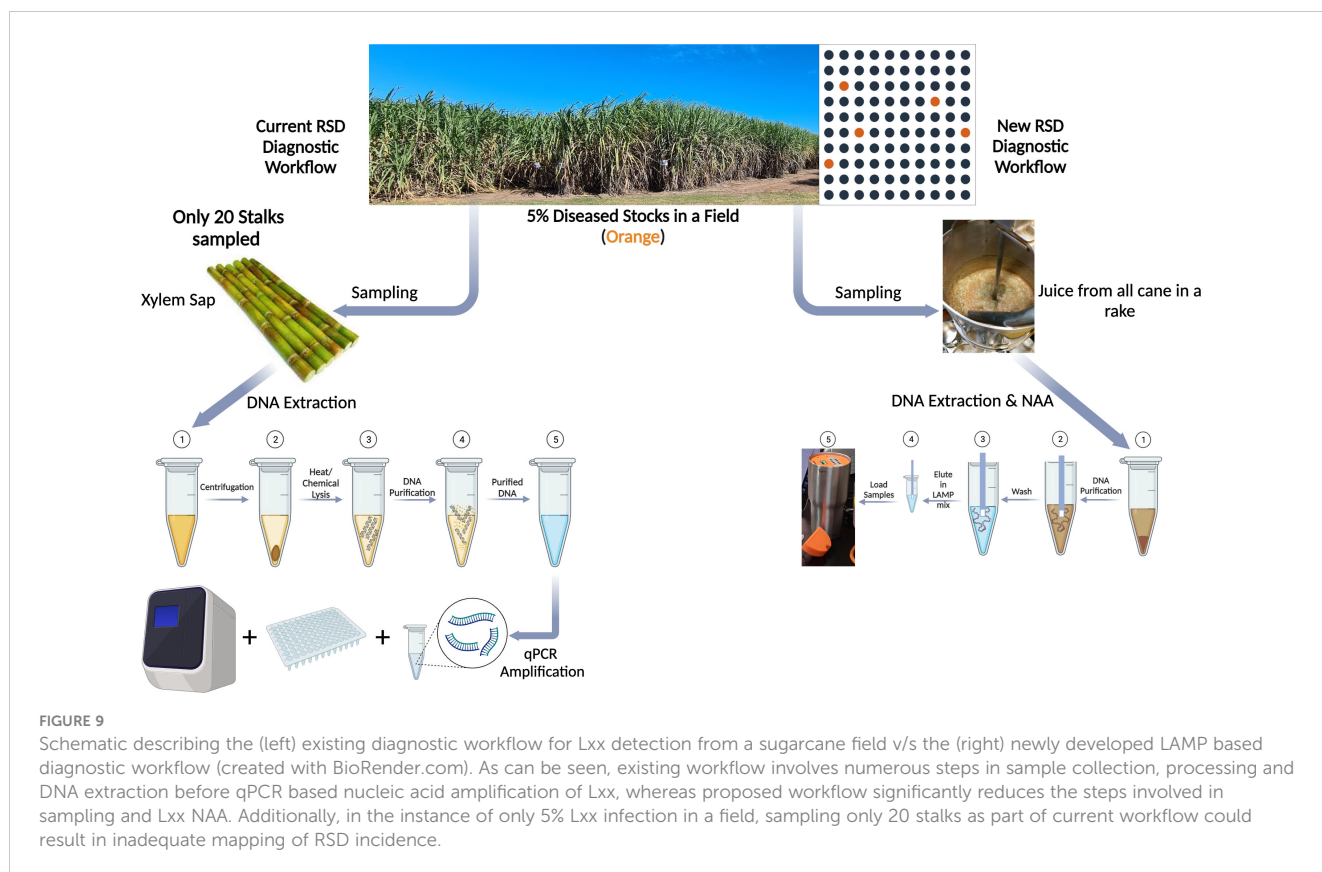 Current RSD
Diagnostic
Workflow
New RSD
Diagnostic
Workflow
5% Diseased Stocks in a Field
(Orange)
Only 20 Stalks
sampled
Xylem Sap
Sampling
Sampling
Juice from all cane in a
rake
DNA Extraction
1
2
3
4
5
Centrifugation
Heat/
Chemical
Lysis
DNA
Purification
Purified
DNA
+
+
qPCR
Amplification
DNA Extraction & NAA
5
4
3
2
1
Load
Samples
Elute
in
LAMP
mix
Wash
DNA
Purification
FIGURE 9
Schematic describing the (left) existing diagnostic workflow for Lxx detection from a sugarcane field v/s the (right) newly developed LAMP based
diagnostic workflow (created with BioRender.com). As can be seen, existing workflow involves numerous steps in sample collection, processing and
DNA extraction before qPCR based nucleic acid amplification of Lxx, whereas proposed workflow significantly reduces the steps involved in
sampling and Lxx NAA. Additionally, in the instance of only 5% Lxx infection in a field, sampling only 20 stalks as part of current workflow could
result in inadequate mapping of RSD incidence.